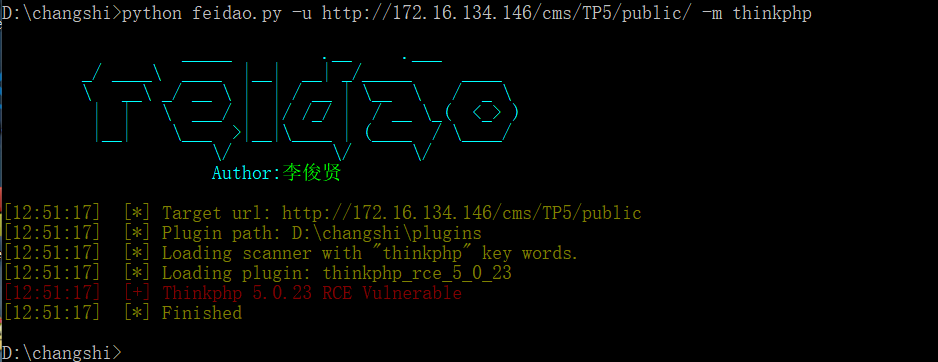 D:\changshi>python feidao.py -u http://172.16.134.146/cms/TP5/public/ -m thinkphp
feidao
Author:李俊贤
[12:51:17] [*] Target url: http://172.16.134.146/cms/TP5/public
[12:51:17] [*] Plugin path: D:\changshi\plugins
[12:51:17] [*] Loading scanner with "thinkphp" key words.
[12:51:17] [*] Loading plugin: thinkphp_rce_5_0_23
[12:51:17] [+] Thinkphp 5.0.23 RCE Vulnerable
[12:51:17] [*] Finished
D:\changshi>